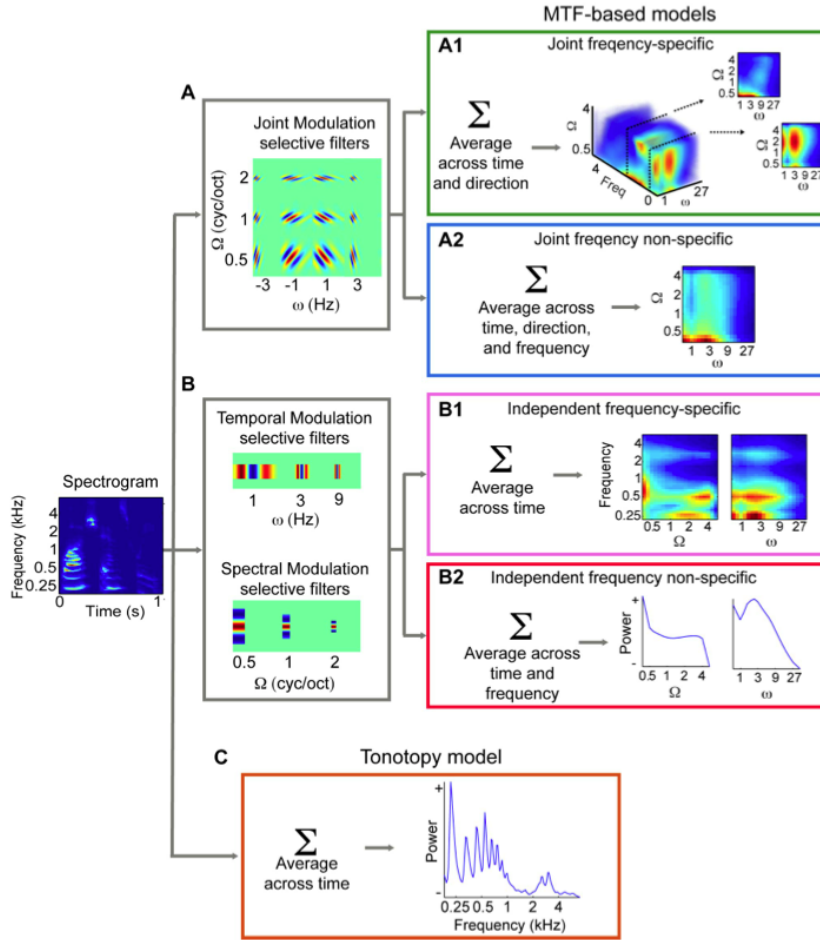 MTF-based models
A1 Joint freqency-specific
Σ
Average
across time
and direction
Ω
4
0.5
4
Freq
0
1
ω
27
Ω
4
2
1
0.5
1 3 9 27
ω
Ω
4
2
1
0.5
1 3 9 27
ω
A
Joint Modulation
selective filters
Ω (cyc/oct)
2
1
0.5
-3 -1 1 3
ω (Hz)
A2 Joint freqency non-specific
Σ
Average across
time, direction,
and frequency
Ω
4
2
1
0.5
1 3 9 27
ω
B
Temporal Modulation
selective filters
1 3 9
ω (Hz)
Spectral Modulation
selective filters
0.5 1 2
Ω (cyc/oct)
B1 Independent frequency-specific
Σ
Average
across time
Frequency
4
2
1
0.5
0.25
0.5 1 2 4
Ω
1 3 9 27
ω
Spectrogram
Frequency (kHz)
4
2
1
0.5
0.25
0 1
Time (s)
B2 Independent frequency non-specific
Σ
Average across
time and
frequency
Power
+
-
0.5 1 2 4
Ω
1 3 9 27
ω
C Tonotopy model
Σ
Average
across time
Power
+
-
0.25 0.5 1 2 4
Frequency (kHz)